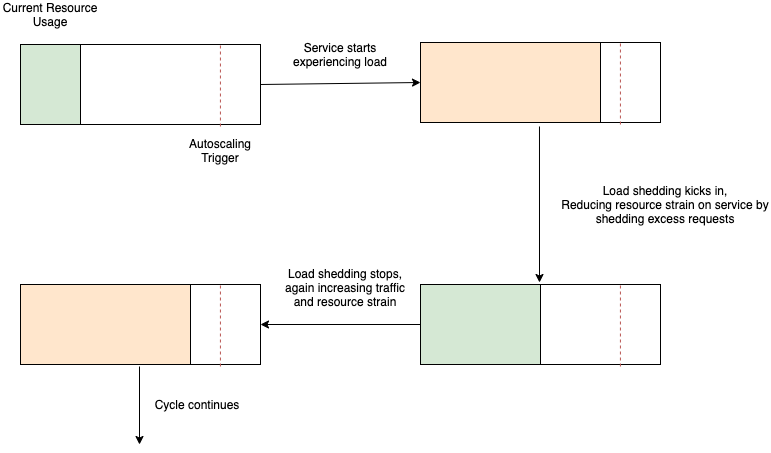 Current Resource
Usage
Service starts
experiencing load
Autoscaling
Trigger
Load shedding kicks in,
Reducing resource strain on service by
shedding excess requests
Load shedding stops,
again increasing traffic
and resource strain
Cycle continues